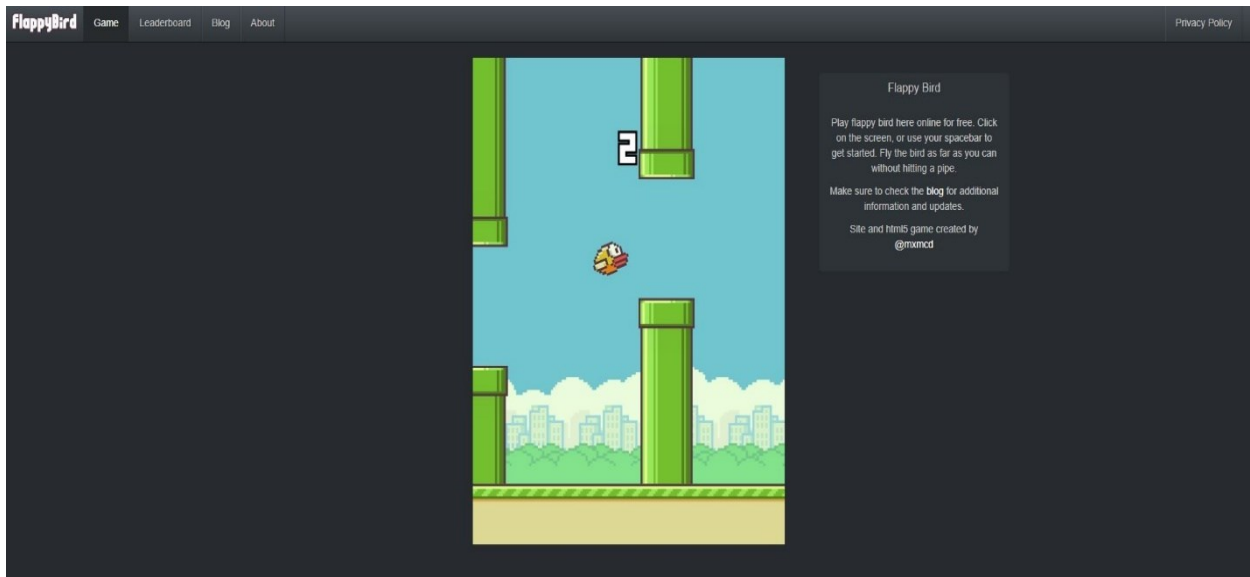 FlappyBird Game Leaderboard Blog About Privacy Policy
2
Flappy Bird
Play flappy bird here online for free. Click
on the screen, or use your spacebar to
get started. Fly the bird as far as you can
without hitting a pipe.
Make sure to check the blog for additional
information and updates.
Site and html5 game created by
@mxmcd